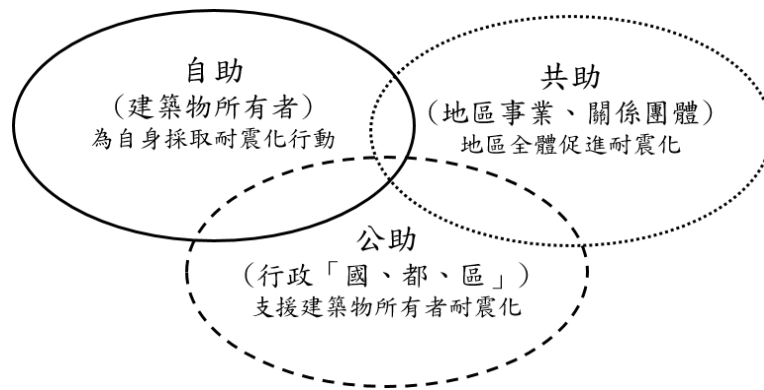 自助
（建築物所有者）
為自身採取耐震化行動
共助
（地區事業、關係團體）
地區全體促進耐震化
公助
（行政「國、都、區」）
支援建築物所有者耐震化